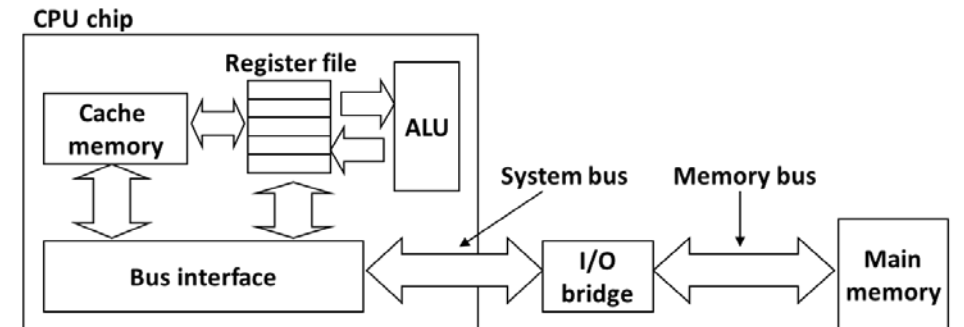 CPU chip
Register file
Cache
memory
ALU
System bus
Memory bus
Bus interface
I/O
bridge
Main
memory